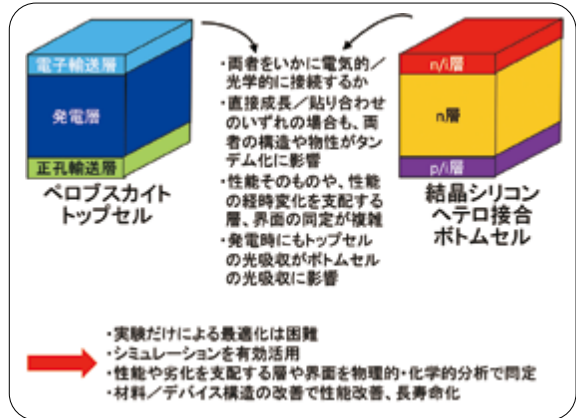 電子輸送層
発電層
正孔輸送層
ペロブスカイト
トップセル
・両者をいかに電気的／
光学的に接続するか
・直接成長／貼り合わせ
のいずれの場合も、両
者の構造や物性がタン
デム化に影響
・性能そのものや、性能
の経時変化を支配する
層、界面の同定が複雑
・発電時にもトップセル
の光吸収がボトムセル
の光吸収に影響
n/i層
n層
p/i層
結晶シリコン
ヘテロ接合
ボトムセル
・実験だけによる最適化は困難
・シミュレーションを有効活用
・性能や劣化を支配する層や界面を物理的・化学的分析で同定
・材料／デバイス構造の改善で性能改善、長寿命化